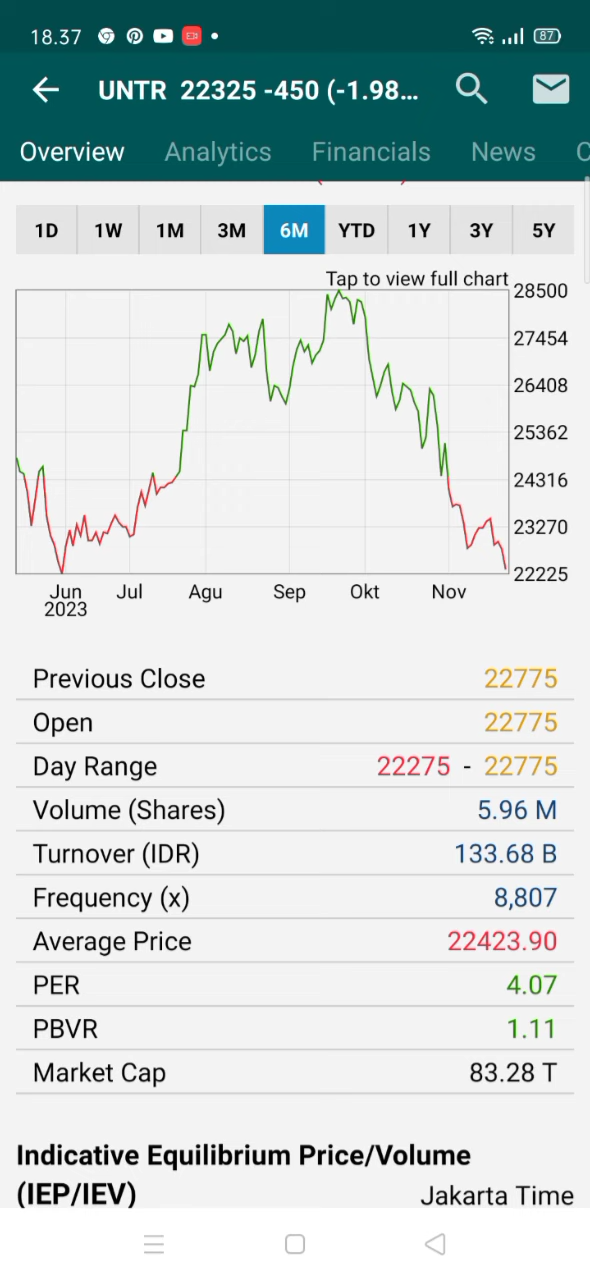 18.37
87
UNTR 22325 -450 (-1.98...
Overview Analytics Financials News C
1D 1W 1M 3M 6M YTD 1Y 3Y 5Y
Tap to view full chart
28500
27454
26408
25362
24316
23270
22225
Jun Jul Agu Sep Okt Nov
2023
Previous Close 22775
Open 22775
Day Range 22275 - 22775
Volume (Shares) 5.96 M
Turnover (IDR) 133.68 B
Frequency (x) 8,807
Average Price 22423.90
PER 4.07
PBVR 1.11
Market Cap 83.28 T
Indicative Equilibrium Price/Volume
(IEP/IEV) Jakarta Time